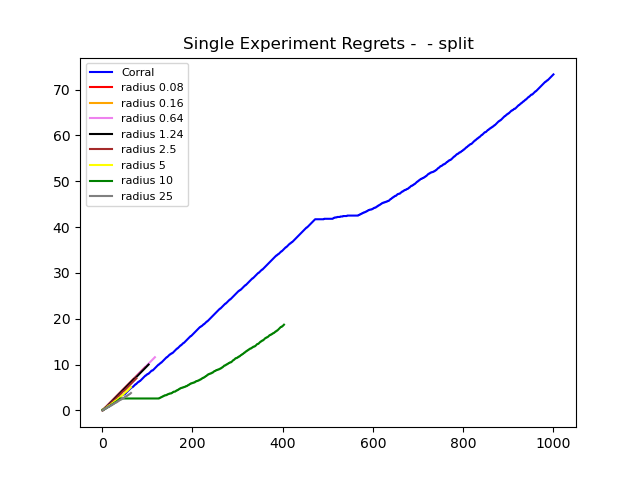 Single Experiment Regrets -  - split
Corral
radius 0.08
radius 0.16
radius 0.64
radius 1.24
radius 2.5
radius 5
radius 10
radius 25
70
60
50
40
30
20
10
0
0 200 400 600 800 1000